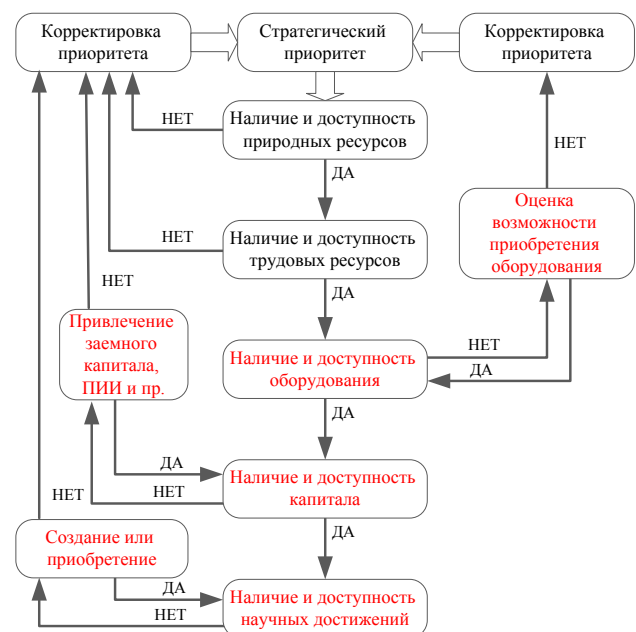 Корректировка
приоритета
Стратегический
приоритет
Корректировка
приоритета
НЕТ
Наличие и доступность
природных ресурсов
НЕТ
ДА
Оценка
возможности
приобретения
оборудования
НЕТ
Наличие и доступность
трудовых ресурсов
НЕТ
ДА
Привлечение
заемного
капитала,
ПИИ и пр.
Наличие и доступность
оборудования
НЕТ
ДА
ДА
ДА
Наличие и доступность
капитала
НЕТ
НЕТ
ДА
Создание или
приобретение
ДА
Наличие и доступность
научных достижений
НЕТ